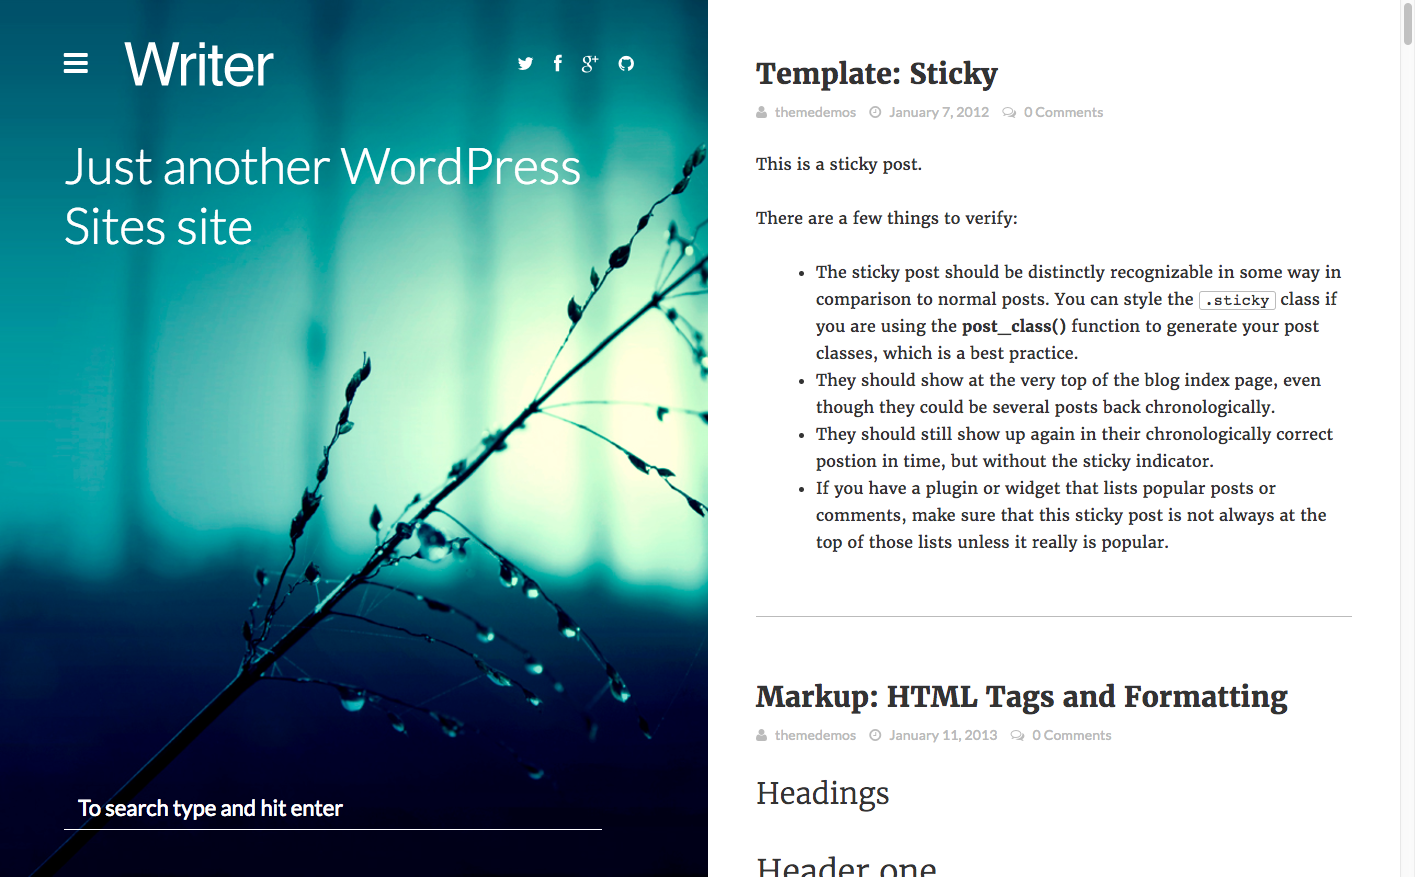 Writer
Just another WordPress
Sites site
To search type and hit enter
Template: Sticky
themedemos January 7, 2012 0 Comments
This is a sticky post.
There are a few things to verify:
• The sticky post should be distinctly recognizable in some way in
comparison to normal posts. You can style the .sticky class if
you are using the post_class() function to generate your post
classes, which is a best practice.
• They should show at the very top of the blog index page, even
though they could be several posts back chronologically.
• They should still show up again in their chronologically correct
postion in time, but without the sticky indicator.
• If you have a plugin or widget that lists popular posts or
comments, make sure that this sticky post is not always at the
top of those lists unless it really is popular.
Markup: HTML Tags and Formatting
themedemos January 11, 2013 0 Comments
Headings
Header one